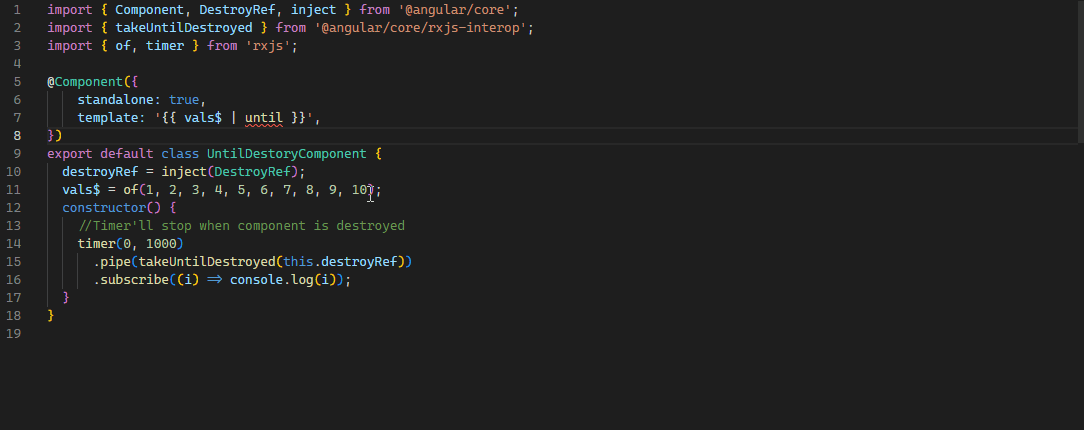 1 import { Component, DestroyRef, inject } from '@angular/core';
2 import { takeUntilDestroyed } from '@angular/core/rxjs-interop';
3 import { of, timer } from 'rxjs';
4
5 @Component({
6     standalone: true,
7     template: '{{ vals$ | until }}',
8 })
9 export default class UntilDestoryComponent {
10   destroyRef = inject(DestroyRef);
11   vals$ = of(1, 2, 3, 4, 5, 6, 7, 8, 9, 10);
12   constructor() {
13     //Timer'll stop when component is destroyed
14     timer(0, 1000)
15       .pipe(takeUntilDestroyed(this.destroyRef))
16       .subscribe((i) => console.log(i));
17   }
18 }
19